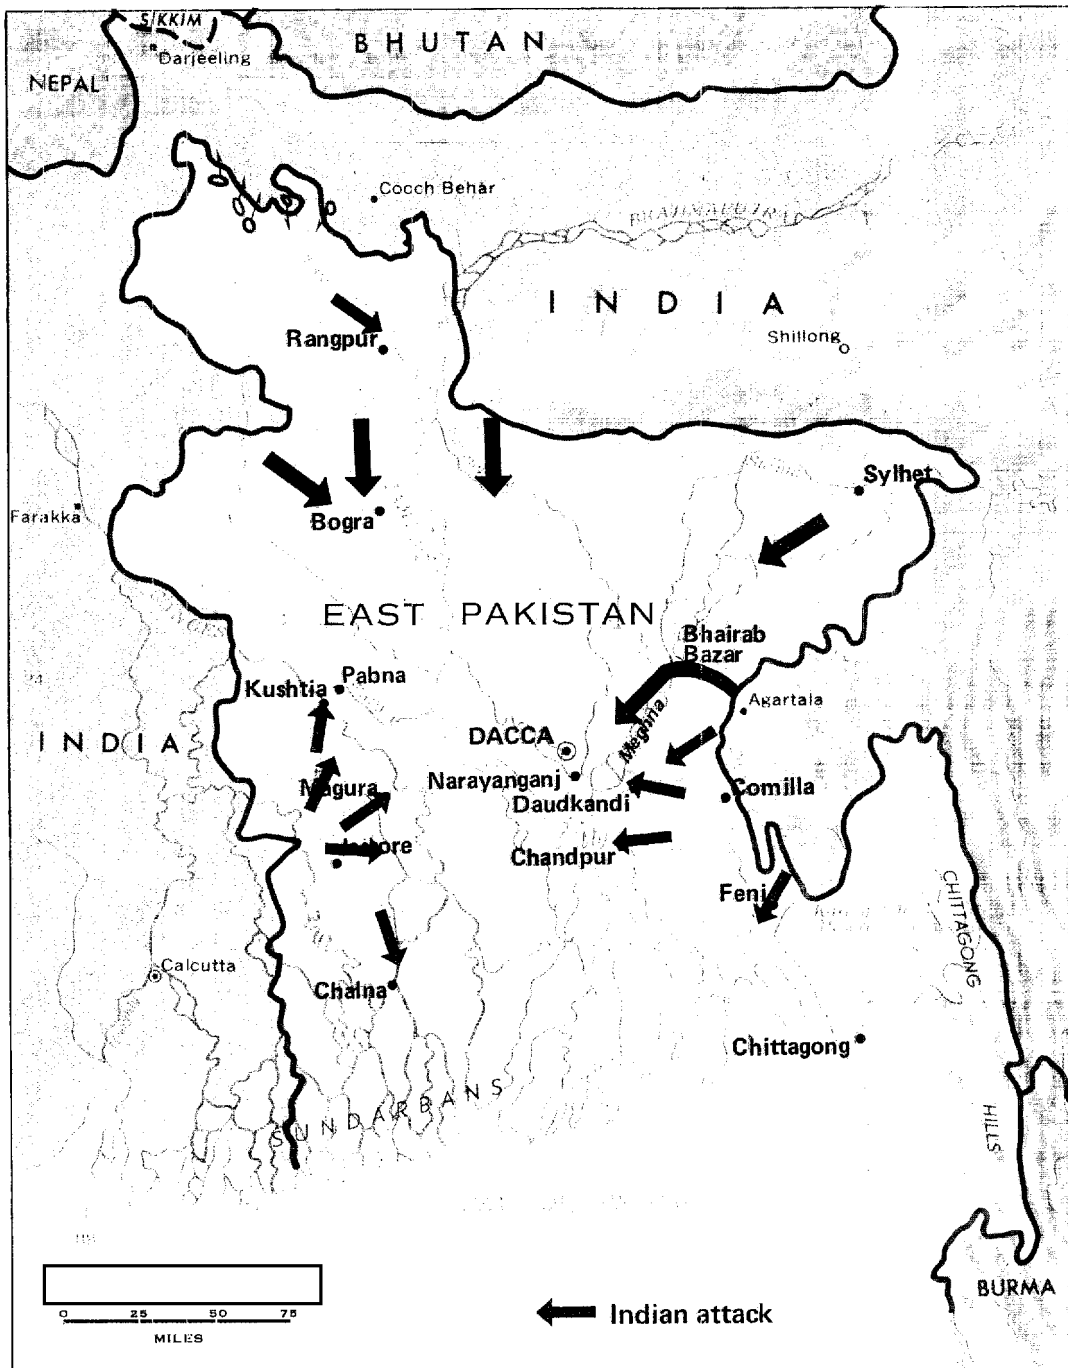 SIKKIM
Darjeeling
BHUTAN
NEPAL
Cooch Behar
BRAHMAPUTRA
INDIA
Shillong
Rangpur
Sylhet
Farakka
Bogra
EAST PAKISTAN
Bhairab
Bazar
Pabna
Kushtia
Agartala
INDIA
DACCA
Meghna
Narayanganj
Magura
Daudkandi
Comilla
Chandpur
Feni
CHITTAGONG
HILLS
Calcutta
Chalna
Chittagong
SUNDARBANS
BURMA
0 25 50 75
MILES
Indian attack